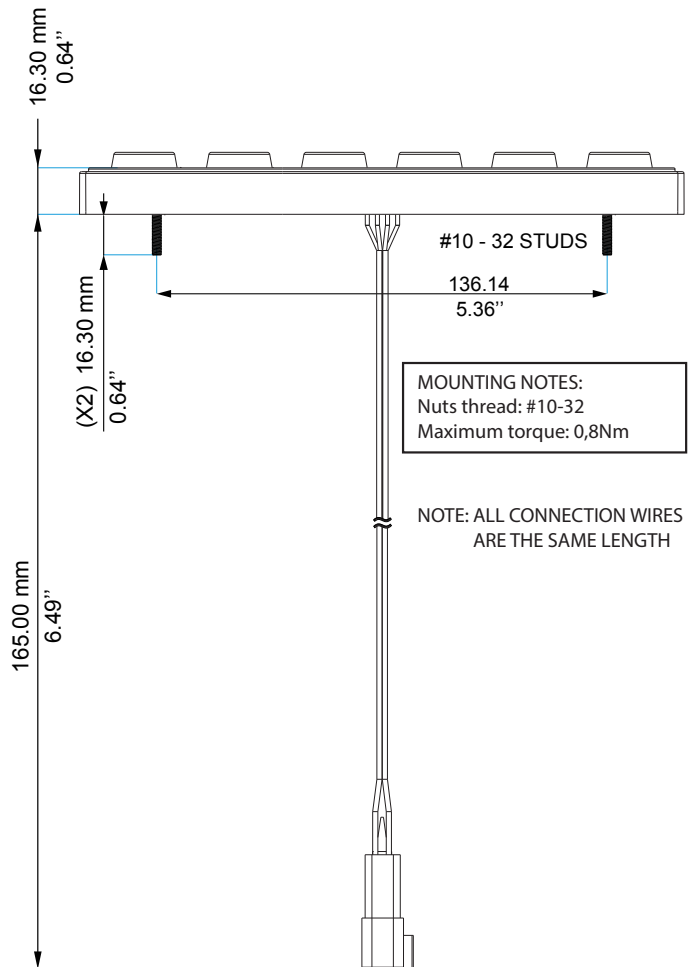 16.30 mm
0.64’’
#10 - 32 STUDS
136.14
5.36’’
(X2) 16.30 mm
0.64’’
MOUNTING NOTES:
Nuts thread: #10-32
Maximum torque: 0,8Nm
NOTE: ALL CONNECTION WIRES
ARE THE SAME LENGTH
165.00 mm
6.49’’